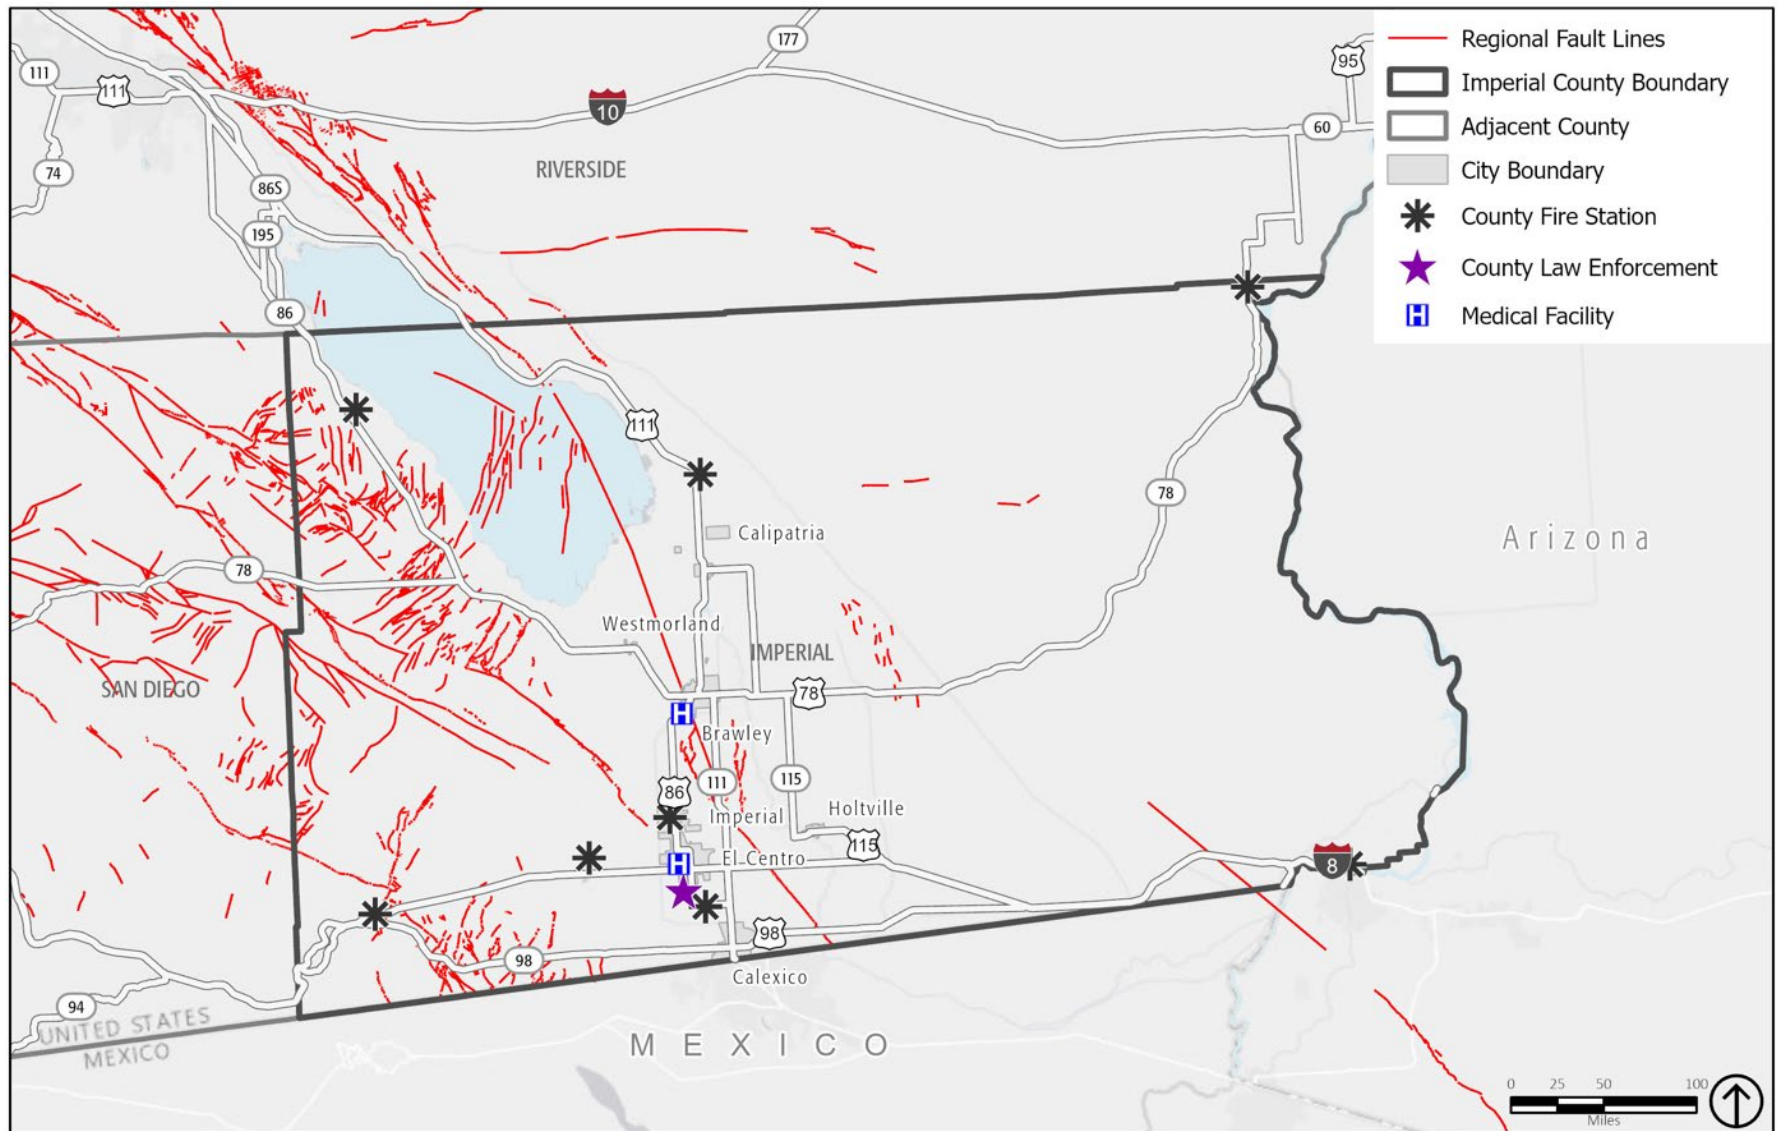 Regional Fault Lines
Imperial County Boundary
Adjacent County
City Boundary
County Fire Station
County Law Enforcement
Medical Facility
177
95
111
111
10
60
74
RIVERSIDE
86S
195
86
111
78
Calipatria
Arizona
78
Westmorland
IMPERIAL
SAN DIEGO
78
Brawley
86
111
115
Imperial
Holtville
115
El Centro
8
98
98
Calexico
94
UNITED STATES
MEXICO
MEXICO
0 25 50 100
Miles